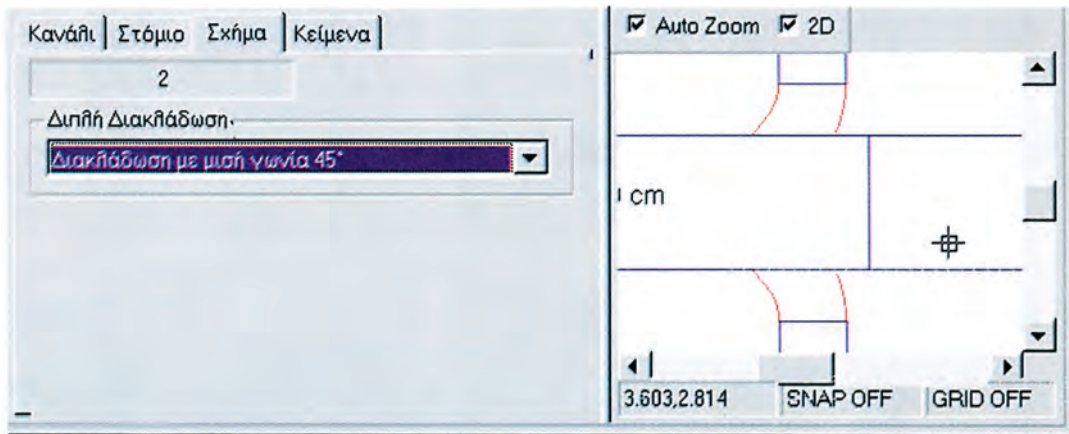 Κανάλι Στόμιο Σχήμα Κείμενα
2
Διπλή Διακλάδωση
Διακλάδωση με μισή γωνία 45°
Auto Zoom 2D
cm
3.603,2.814 SNAP OFF GRID OFF